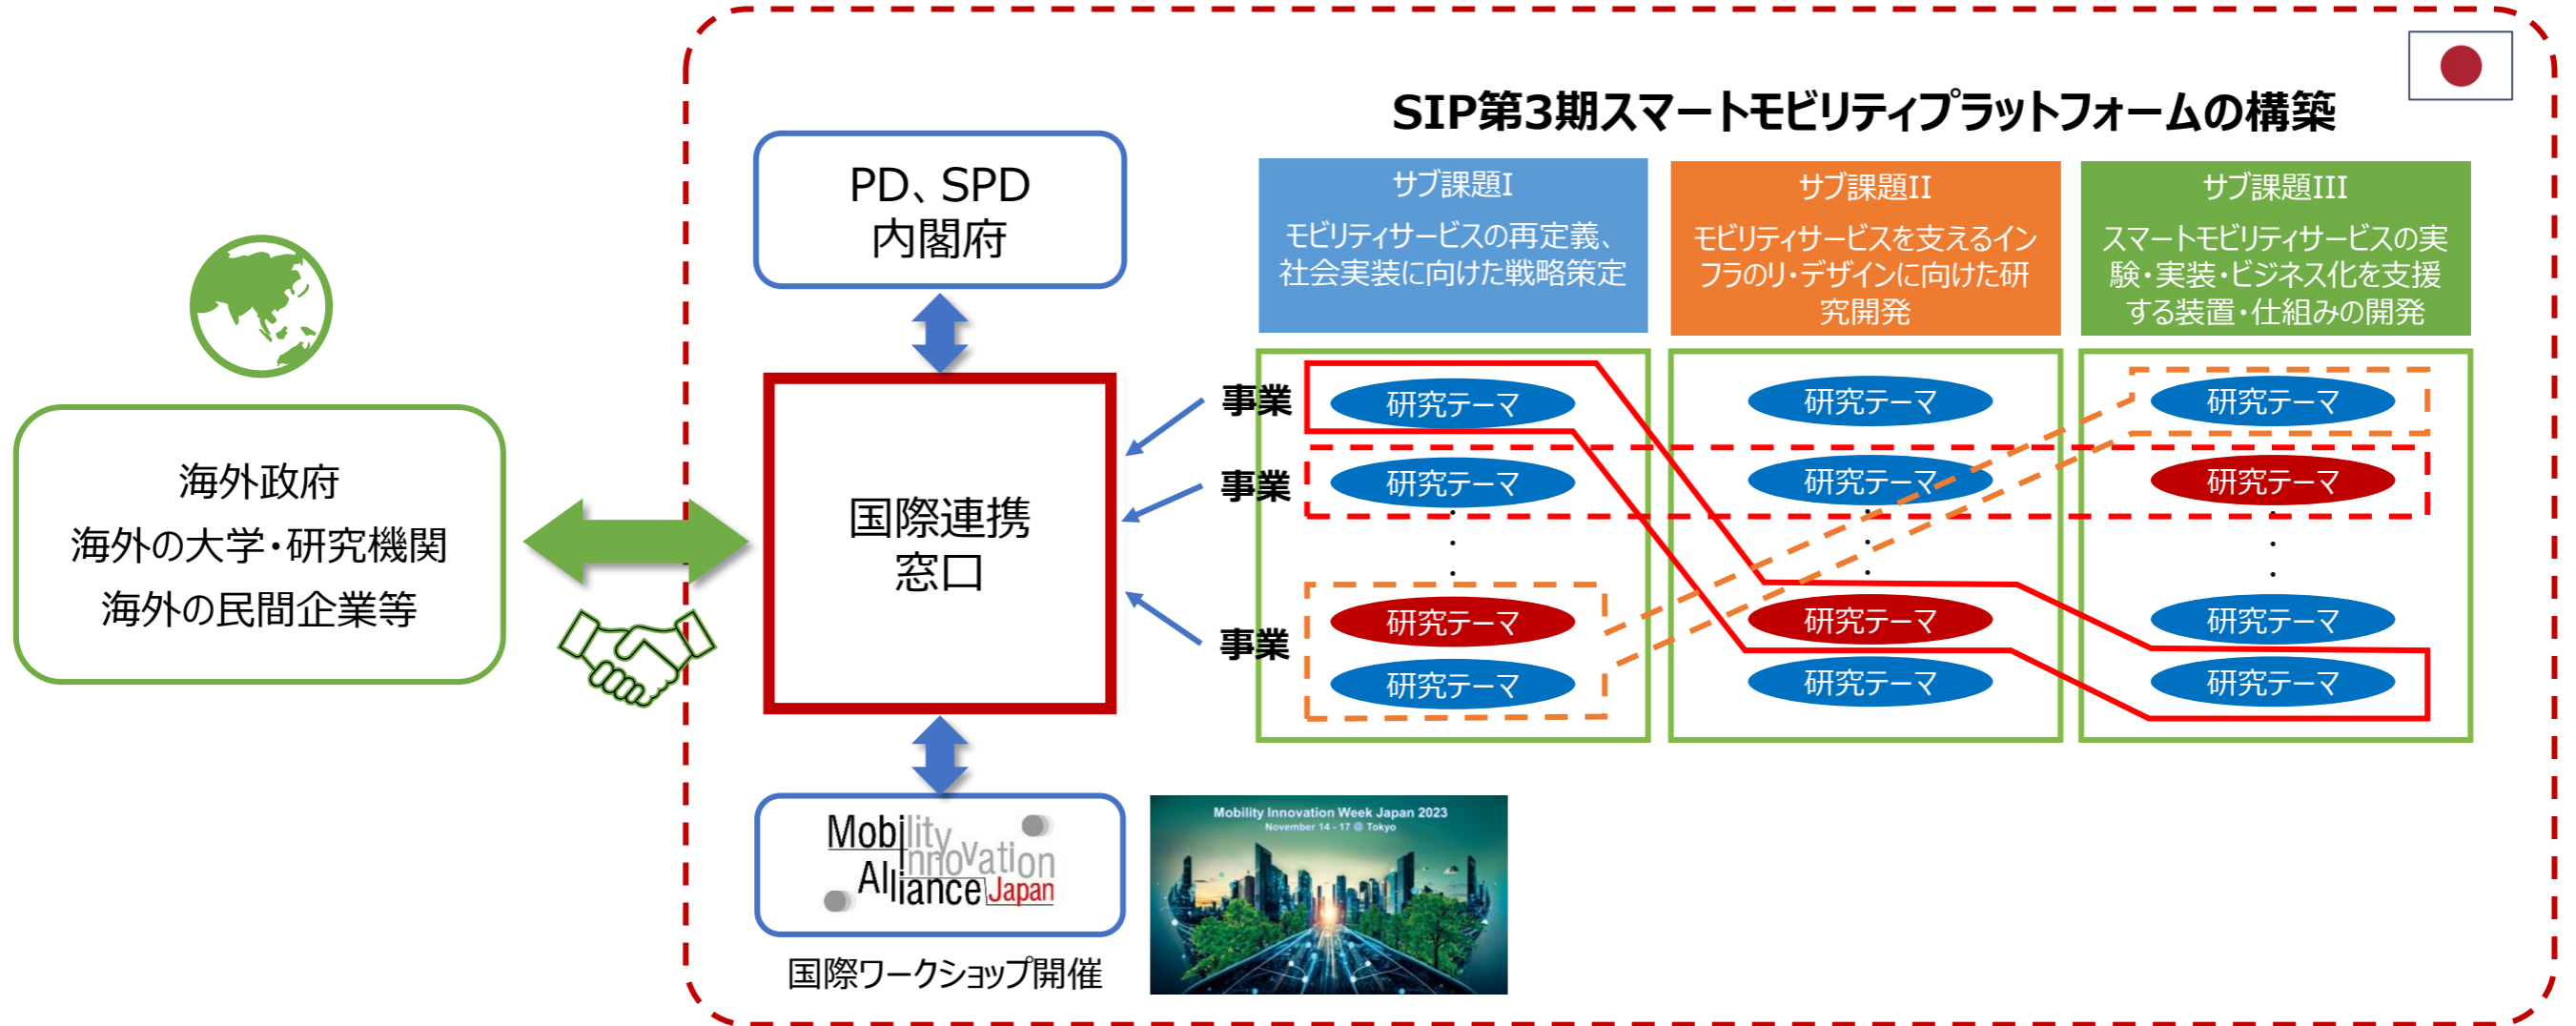 SIP第3期スマートモビリティプラットフォームの構築
PD、SPD
内閣府
サブ課題I
モビリティサービスの再定義、
社会実装に向けた戦略策定
サブ課題II
モビリティサービスを支えるイン
フラのリ・デザインに向けた研
究開発
サブ課題III
スマートモビリティサービスの実
験・実装・ビジネス化を支援
する装置・仕組みの開発
海外政府
海外の大学・研究機関
海外の民間企業等
国際連携
窓口
事業
事業
事業
研究テーマ
研究テーマ
・
・
・
研究テーマ
研究テーマ
研究テーマ
研究テーマ
・
・
・
研究テーマ
研究テーマ
研究テーマ
研究テーマ
・
・
・
研究テーマ
研究テーマ
Mobility
Innovation
Alliance Japan
国際ワークショップ開催
Mobility Innovation Week Japan 2023
November 14 - 17 @ Tokyo